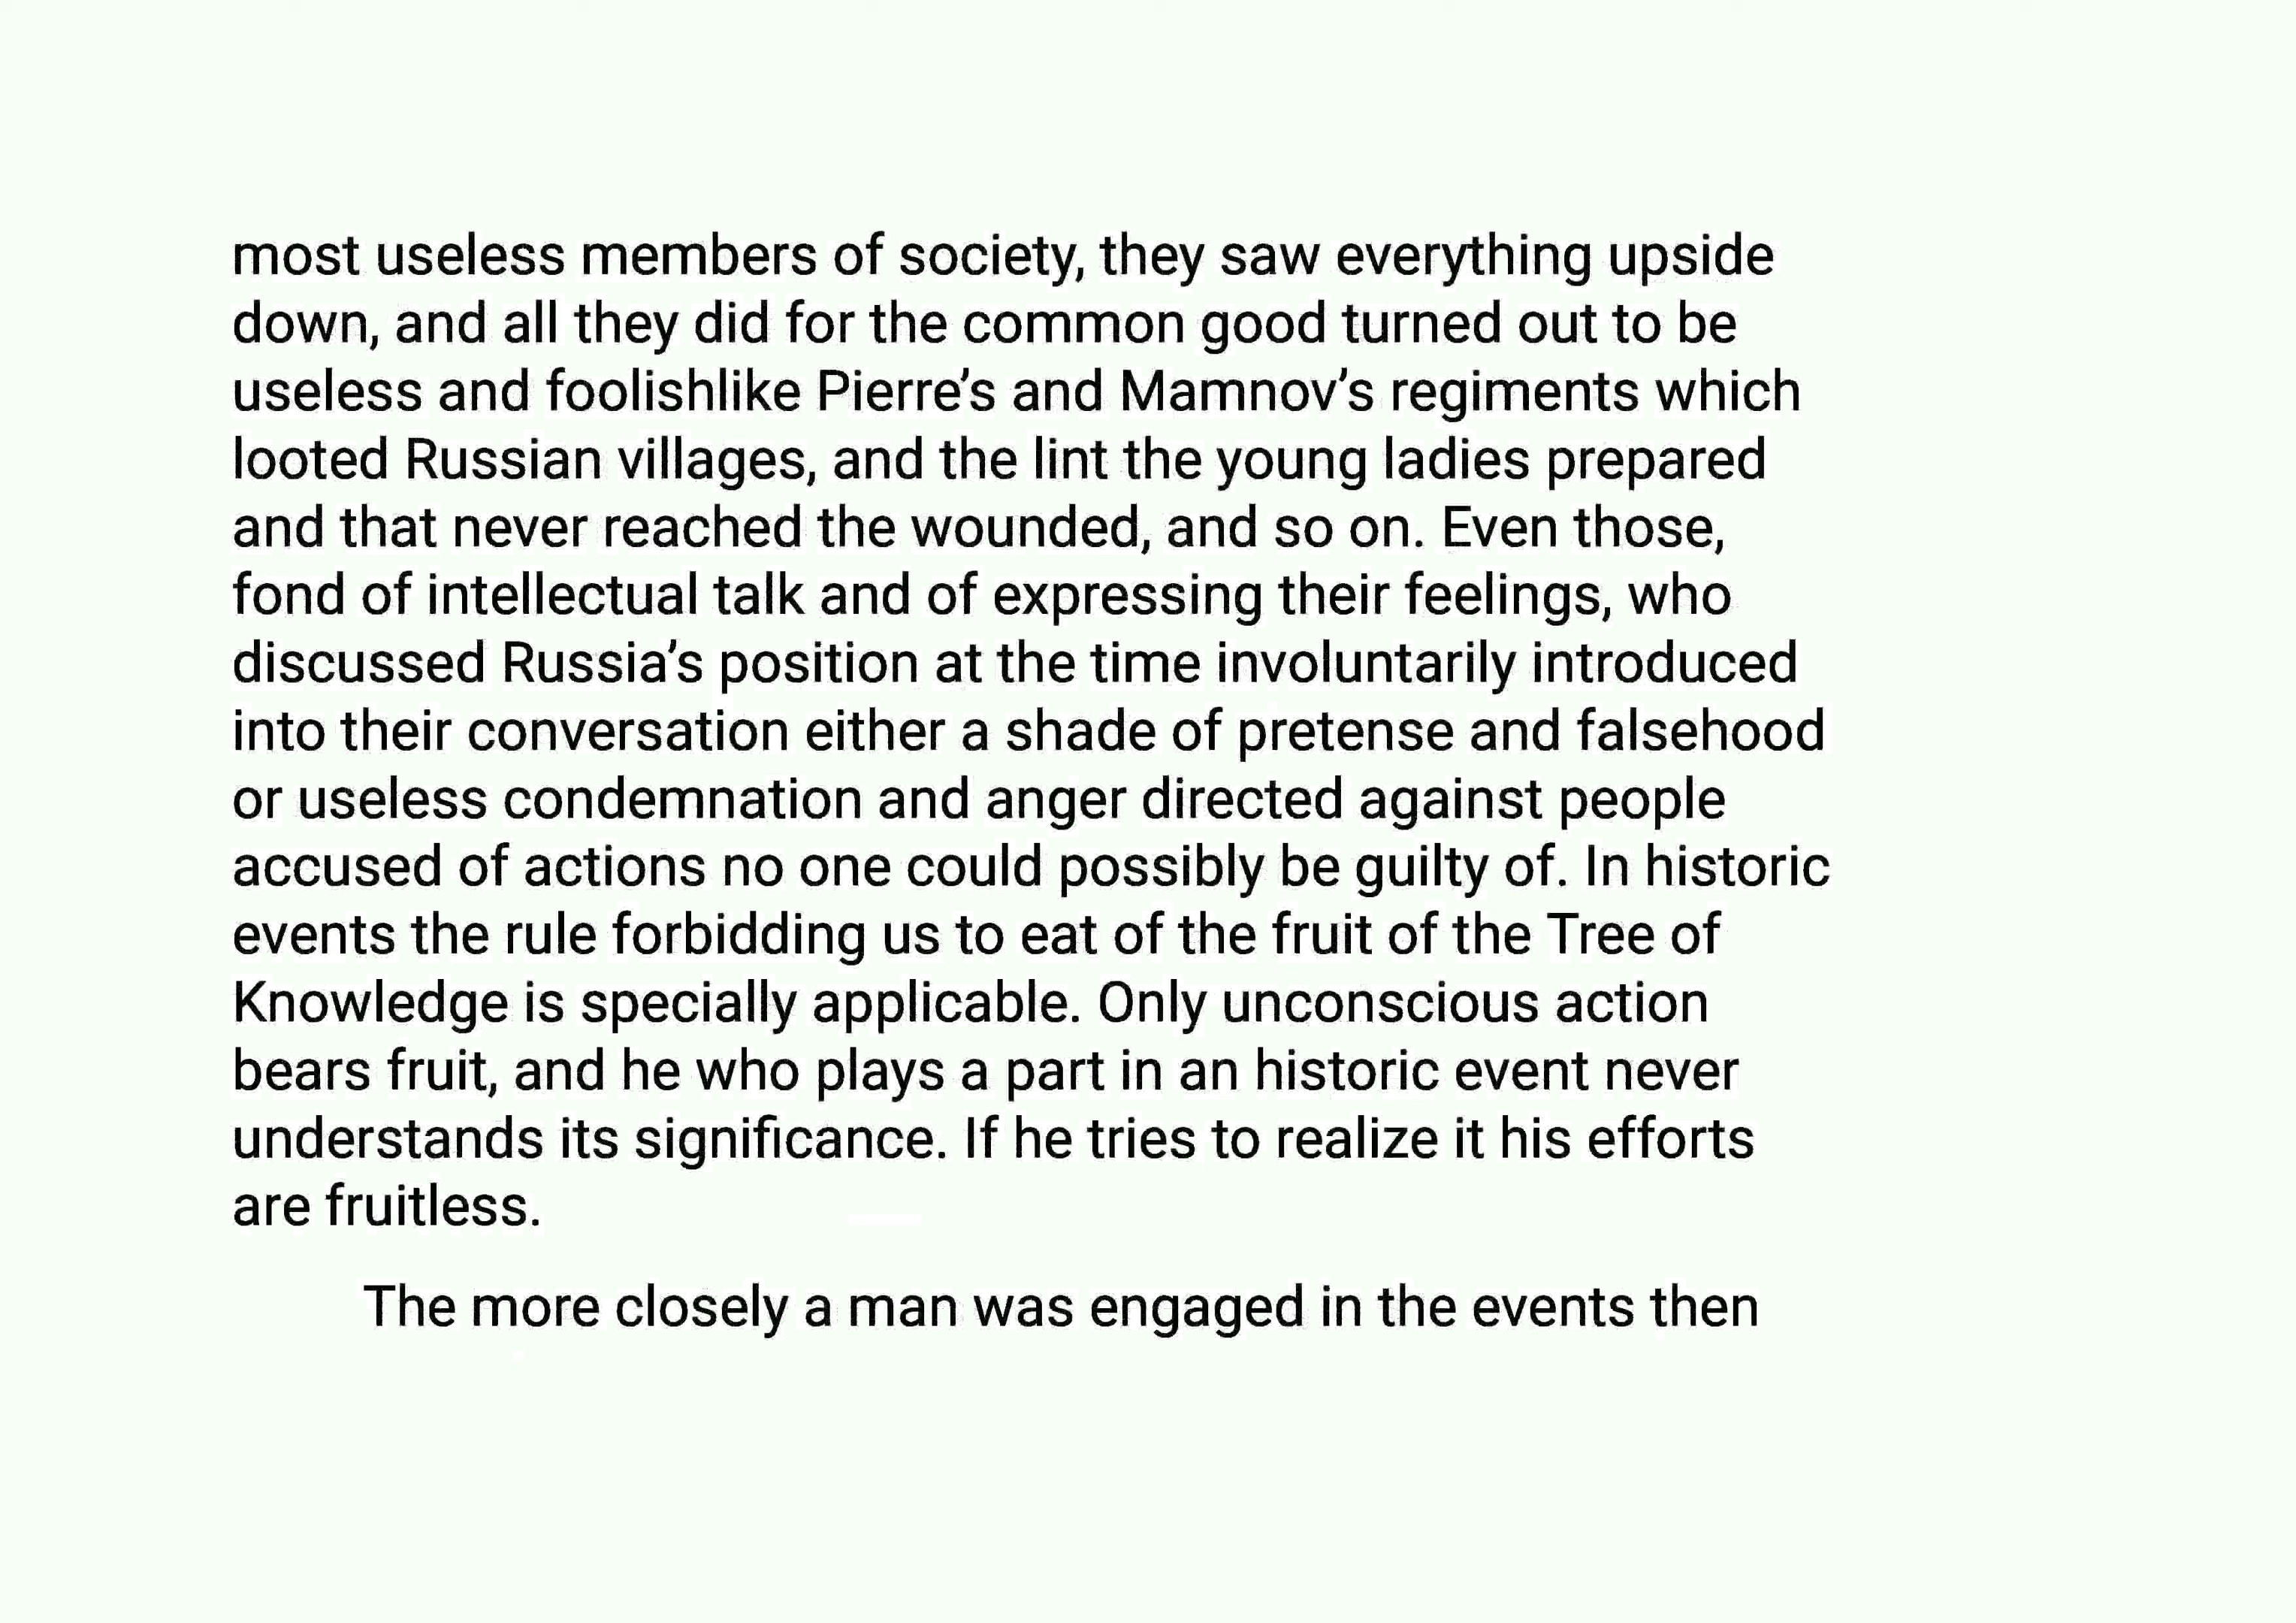 most useless members of society, they saw everything upside
down, and all they did for the common good turned out to be
useless and foolishlike Pierre’s and Mamnov’s regiments which
looted Russian villages, and the lint the young ladies prepared
and that never reached the wounded, and so on. Even those,
fond of intellectual talk and of expressing their feelings, who
discussed Russia’s position at the time involuntarily introduced
into their conversation either a shade of pretense and falsehood
or useless condemnation and anger directed against people
accused of actions no one could possibly be guilty of. In historic
events the rule forbidding us to eat of the fruit of the Tree of
Knowledge is specially applicable. Only unconscious action
bears fruit, and he who plays a part in an historic event never
understands its significance. If he tries to realize it his efforts
are fruitless.
The more closely a man was engaged in the events then